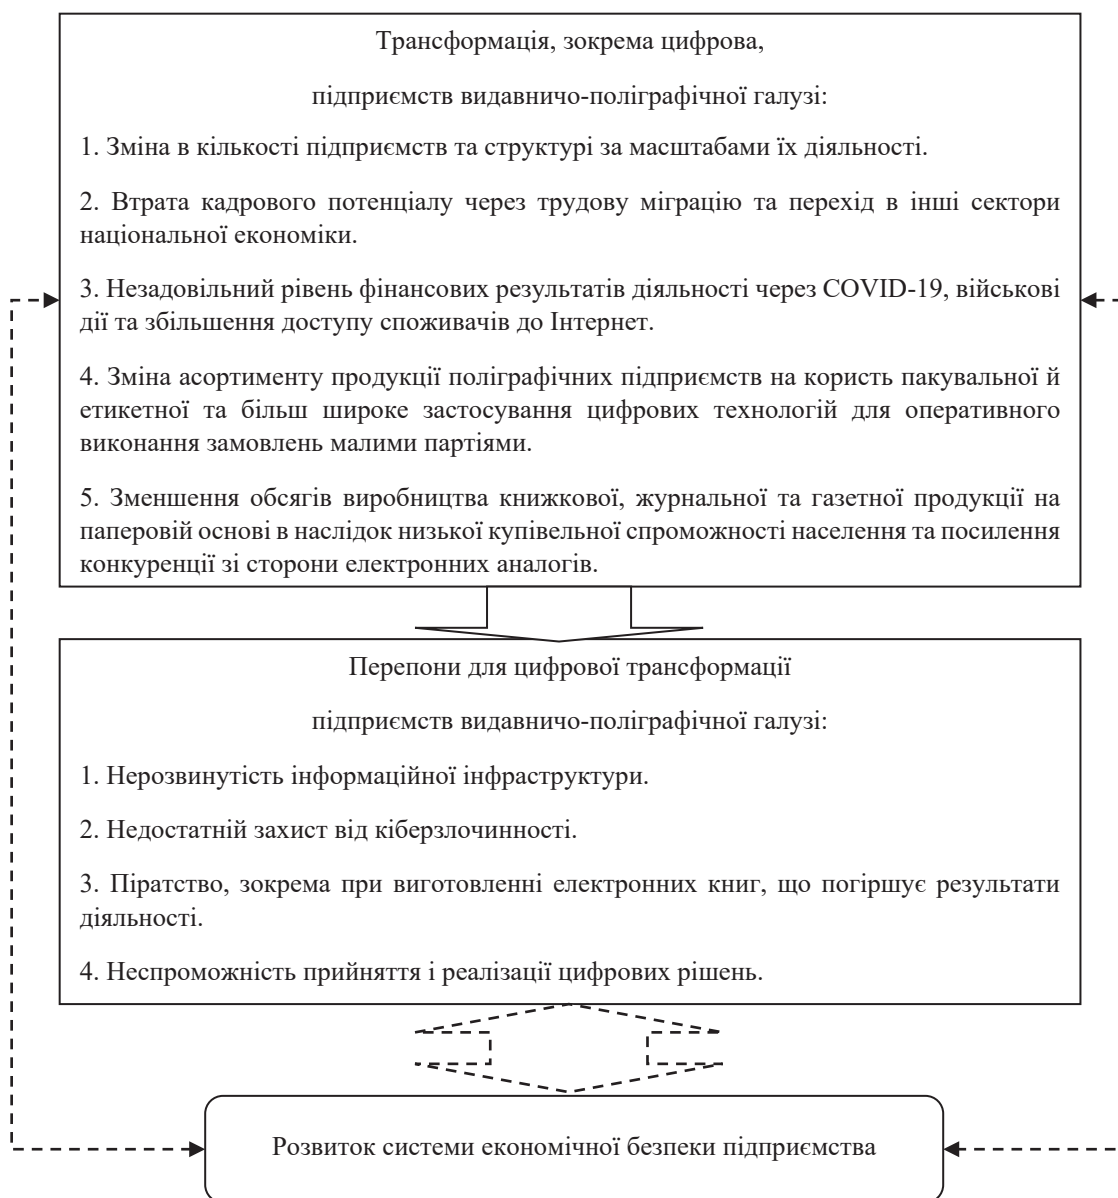 Трансформація, зокрема цифрова,
підприємств видавничо-поліграфічної галузі:
1. Зміна в кількості підприємств та структурі за масштабами їх діяльності.
2. Втрата кадрового потенціалу через трудову міграцію та перехід в інші сектори
національної економіки.
3. Незадовільний рівень фінансових результатів діяльності через COVID-19, військові
дії та збільшення доступу споживачів до Інтернет.
4. Зміна асортименту продукції поліграфічних підприємств на користь пакувальної й
етикетної та більш широке застосування цифрових технологій для оперативного
виконання замовлень малими партіями.
5. Зменшення обсягів виробництва книжкової, журнальної та газетної продукції на
паперовій основі в наслідок низької купівельної спроможності населення та посилення
конкуренції зі сторони електронних аналогів.
Перепони для цифрової трансформації
підприємств видавничо-поліграфічної галузі:
1. Нерозвинутість інформаційної інфраструктури.
2. Недостатній захист від кіберзлочинності.
3. Піратство, зокрема при виготовленні електронних книг, що погіршує результати
діяльності.
4. Неспроможність прийняття і реалізації цифрових рішень.
Розвиток системи економічної безпеки підприємства